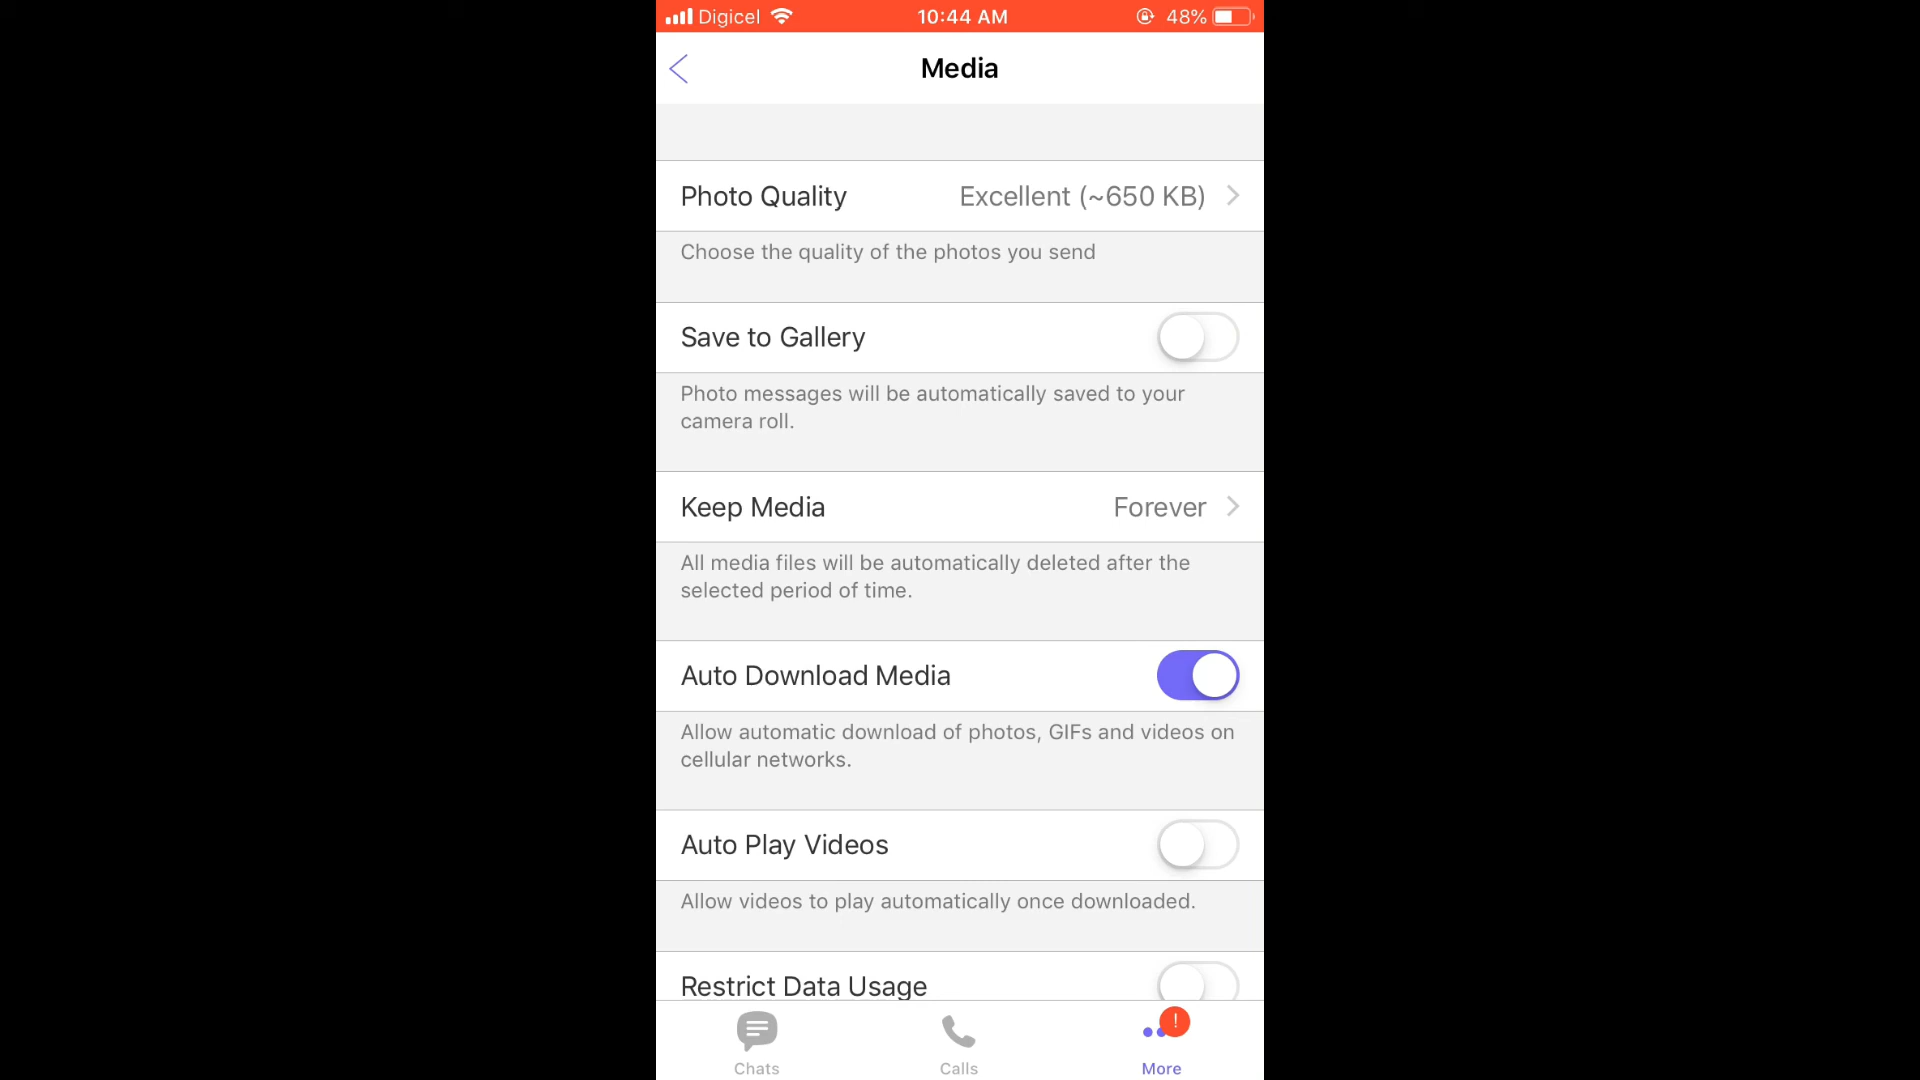 Digicel 10:44 AM 48%
Media
Photo Quality Excellent (~650 KB)
Choose the quality of the photos you send
Save to Gallery
Photo messages will be automatically saved to your
camera roll.
Keep Media Forever
All media files will be automatically deleted after the
selected period of time.
Auto Download Media
Allow automatic download of photos, GIFs and videos on
cellular networks.
Auto Play Videos
Allow videos to play automatically once downloaded.
Restrict Data Usage
!
Chats Calls More